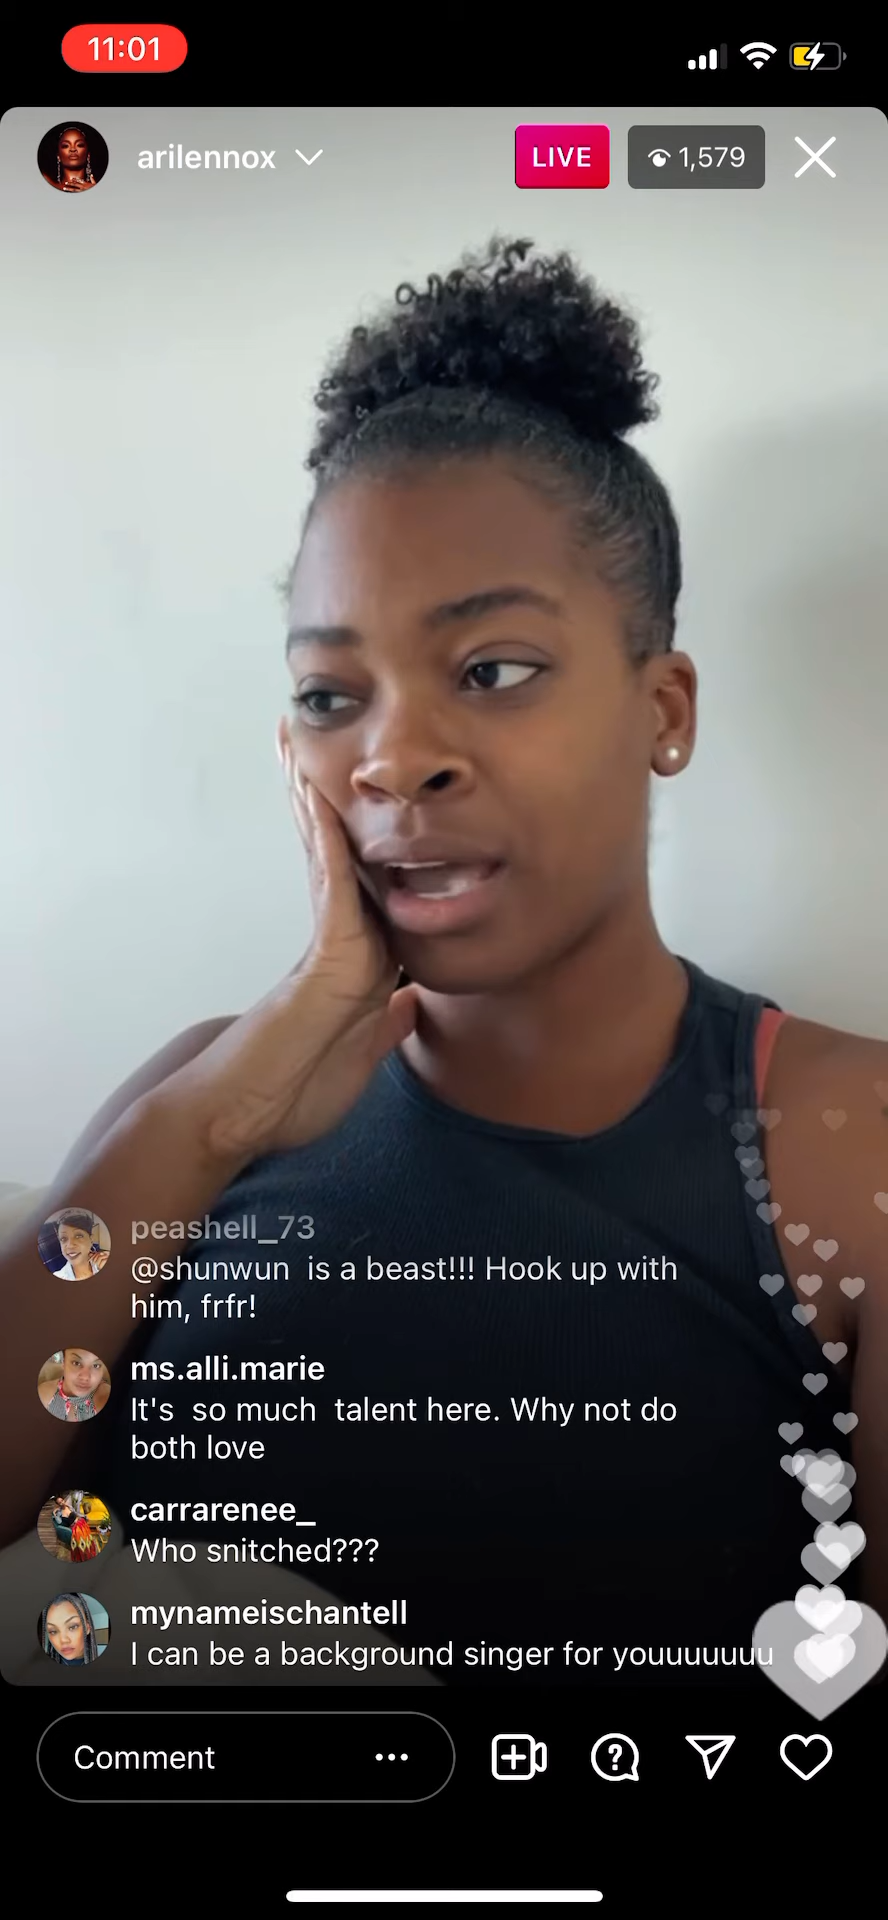 11:01
arilennox
LIVE
1,579
peashell_73
@shunwun is a beast!!! Hook up with
him, frfr!
ms.alli.marie
It's so much talent here. Why not do
both love
carrarenee_
Who snitched???
mynameischantell
I can be a background singer for youuuuuuu
Comment